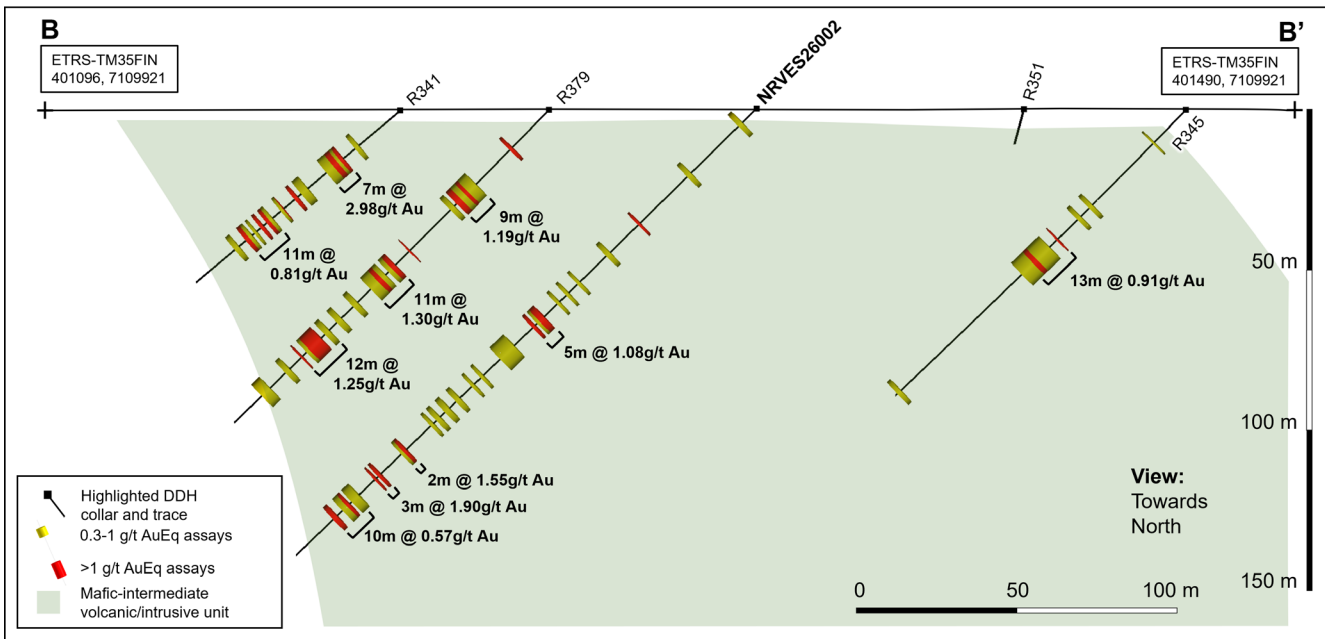 B
B’
ETRS-TM35FIN
401096, 7109921
ETRS-TM35FIN
401490, 7109921
R341
R379
NRVES26002
R351
R345
7m @
2.98g/t Au
11m @
0.81g/t Au
9m @
1.19g/t Au
11m @
1.30g/t Au
12m @
1.25g/t Au
5m @ 1.08g/t Au
2m @ 1.55g/t Au
3m @ 1.90g/t Au
10m @ 0.57g/t Au
13m @ 0.91g/t Au
50 m
100 m
150 m
View:
Towards
North
0 50 100 m
Highlighted DDH
collar and trace
0.3-1 g/t AuEq assays
>1 g/t AuEq assays
Mafic-intermediate
volcanic/intrusive unit